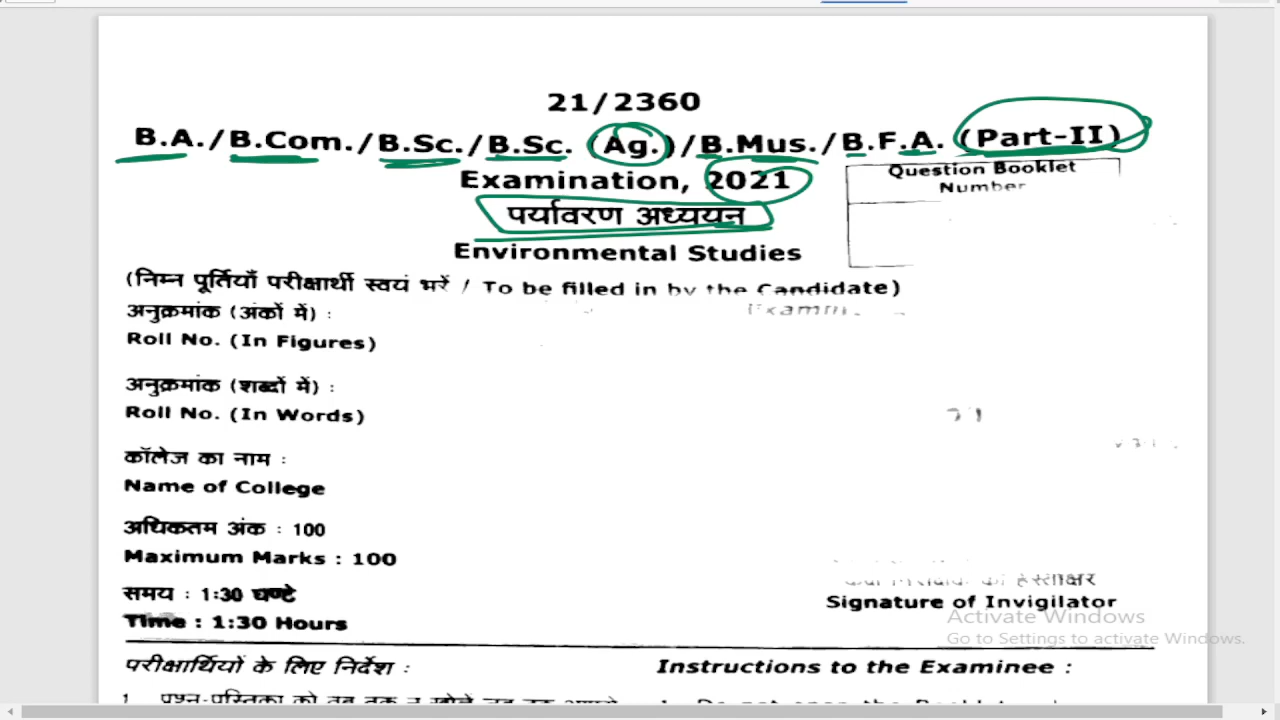 21/2360
B.A./B.Com./B.Sc./B.Sc. (Ag.)/B.Mus./B.F.A. (Part-II)
Examination, 2021
Question Booklet
Number
पर्यावरण अध्ययन
Environmental Studies
(निम्न पूर्तियाँ परीक्षार्थी स्वयं भरें / To be filled in by the Candidate)
अनुक्रमांक (अंकों में) :
Roll No. (In Figures)
अनुक्रमांक (शब्दों में) :
Roll No. (In Words)
कॉलेज का नाम :
Name of College
अधिकतम अंक : 100
Maximum Marks : 100
समय : 1:30 घण्टे
हस्ताक्षर
Signature of Invigilator
Time : 1:30 Hours
Activate Windows
Go to Settings to activate Windows.
परीक्षार्थियों के लिए निर्देश :
Instructions to the Examinee :